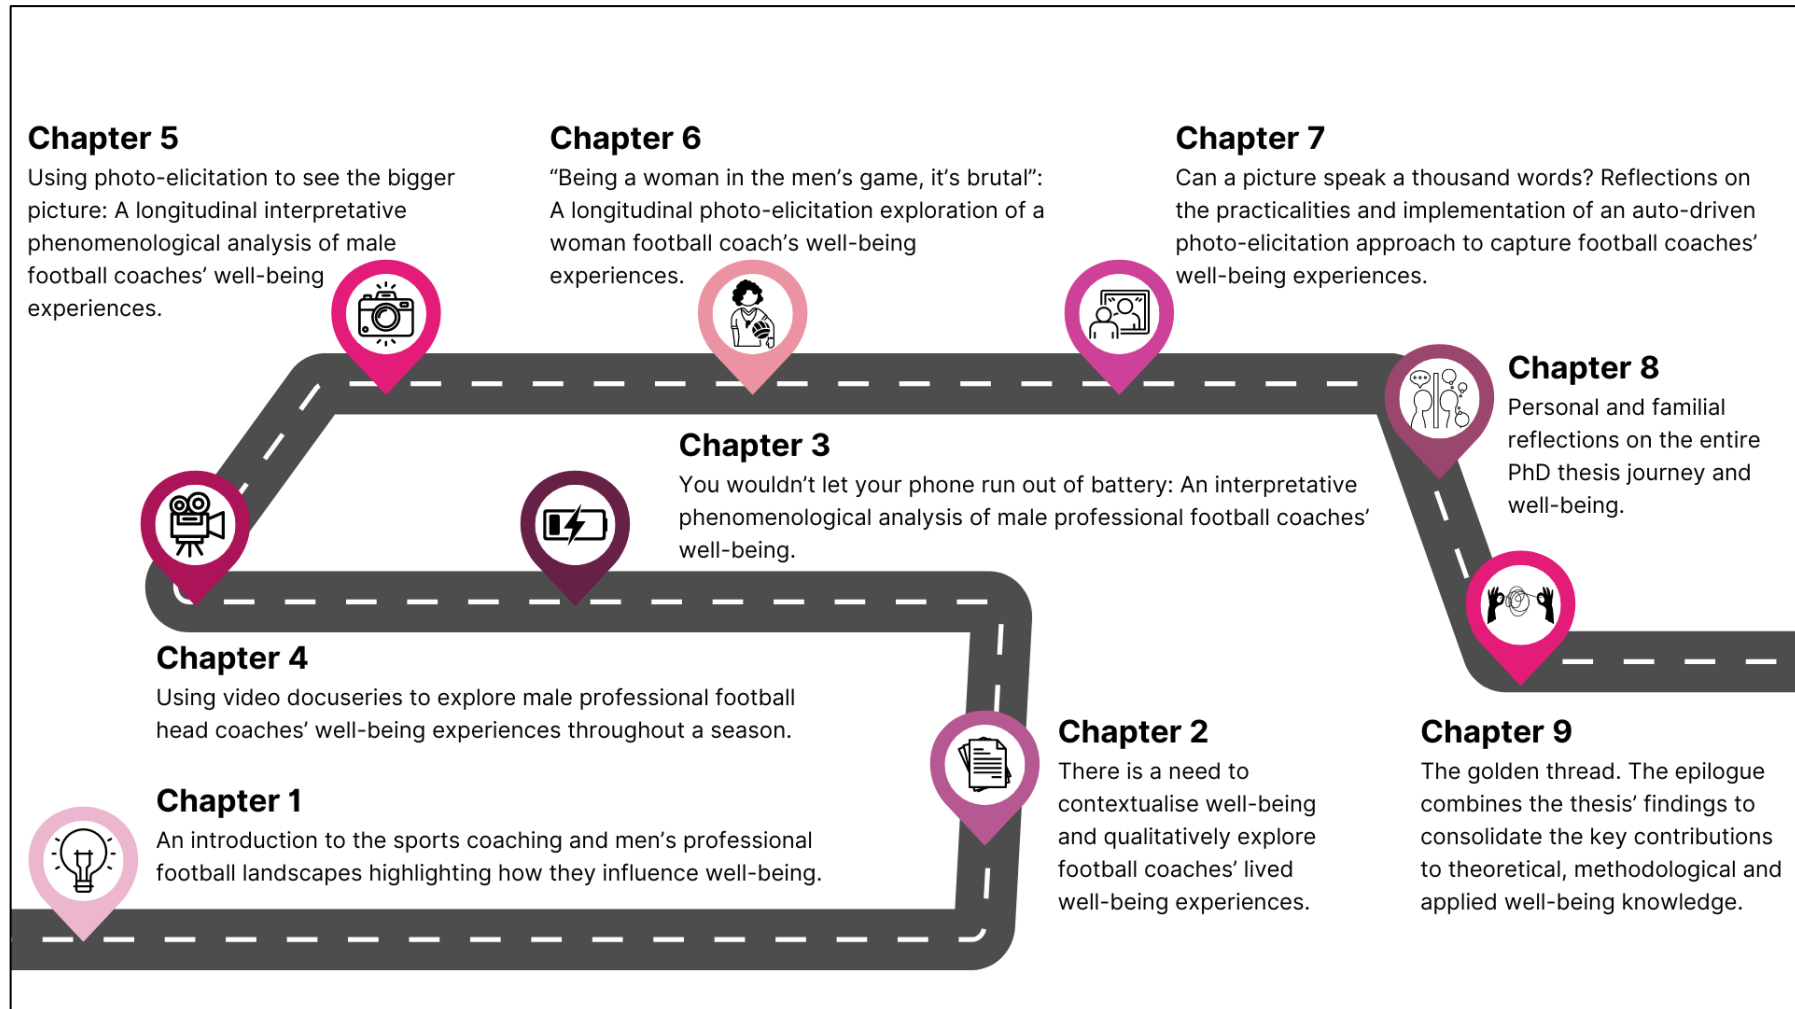 Chapter 5
Using photo-elicitation to see the bigger
picture: A longitudinal interpretative
phenomenological analysis of male
football coaches’ well-being
experiences.
Chapter 6
“Being a woman in the men’s game, it’s brutal”:
A longitudinal photo-elicitation exploration of a
woman football coach’s well-being
experiences.
Chapter 7
Can a picture speak a thousand words? Reflections on
the practicalities and implementation of an auto-driven
photo-elicitation approach to capture football coaches’
well-being experiences.
Chapter 8
Personal and familial
reflections on the entire
PhD thesis journey and
well-being.
Chapter 3
You wouldn’t let your phone run out of battery: An interpretative
phenomenological analysis of male professional football coaches’
well-being.
Chapter 4
Using video docuseries to explore male professional football
head coaches’ well-being experiences throughout a season.
Chapter 2
There is a need to
contextualise well-being
and qualitatively explore
football coaches’ lived
well-being experiences.
Chapter 9
The golden thread. The epilogue
combines the thesis’ findings to
consolidate the key contributions
to theoretical, methodological and
applied well-being knowledge.
Chapter 1
An introduction to the sports coaching and men’s professional
football landscapes highlighting how they influence well-being.